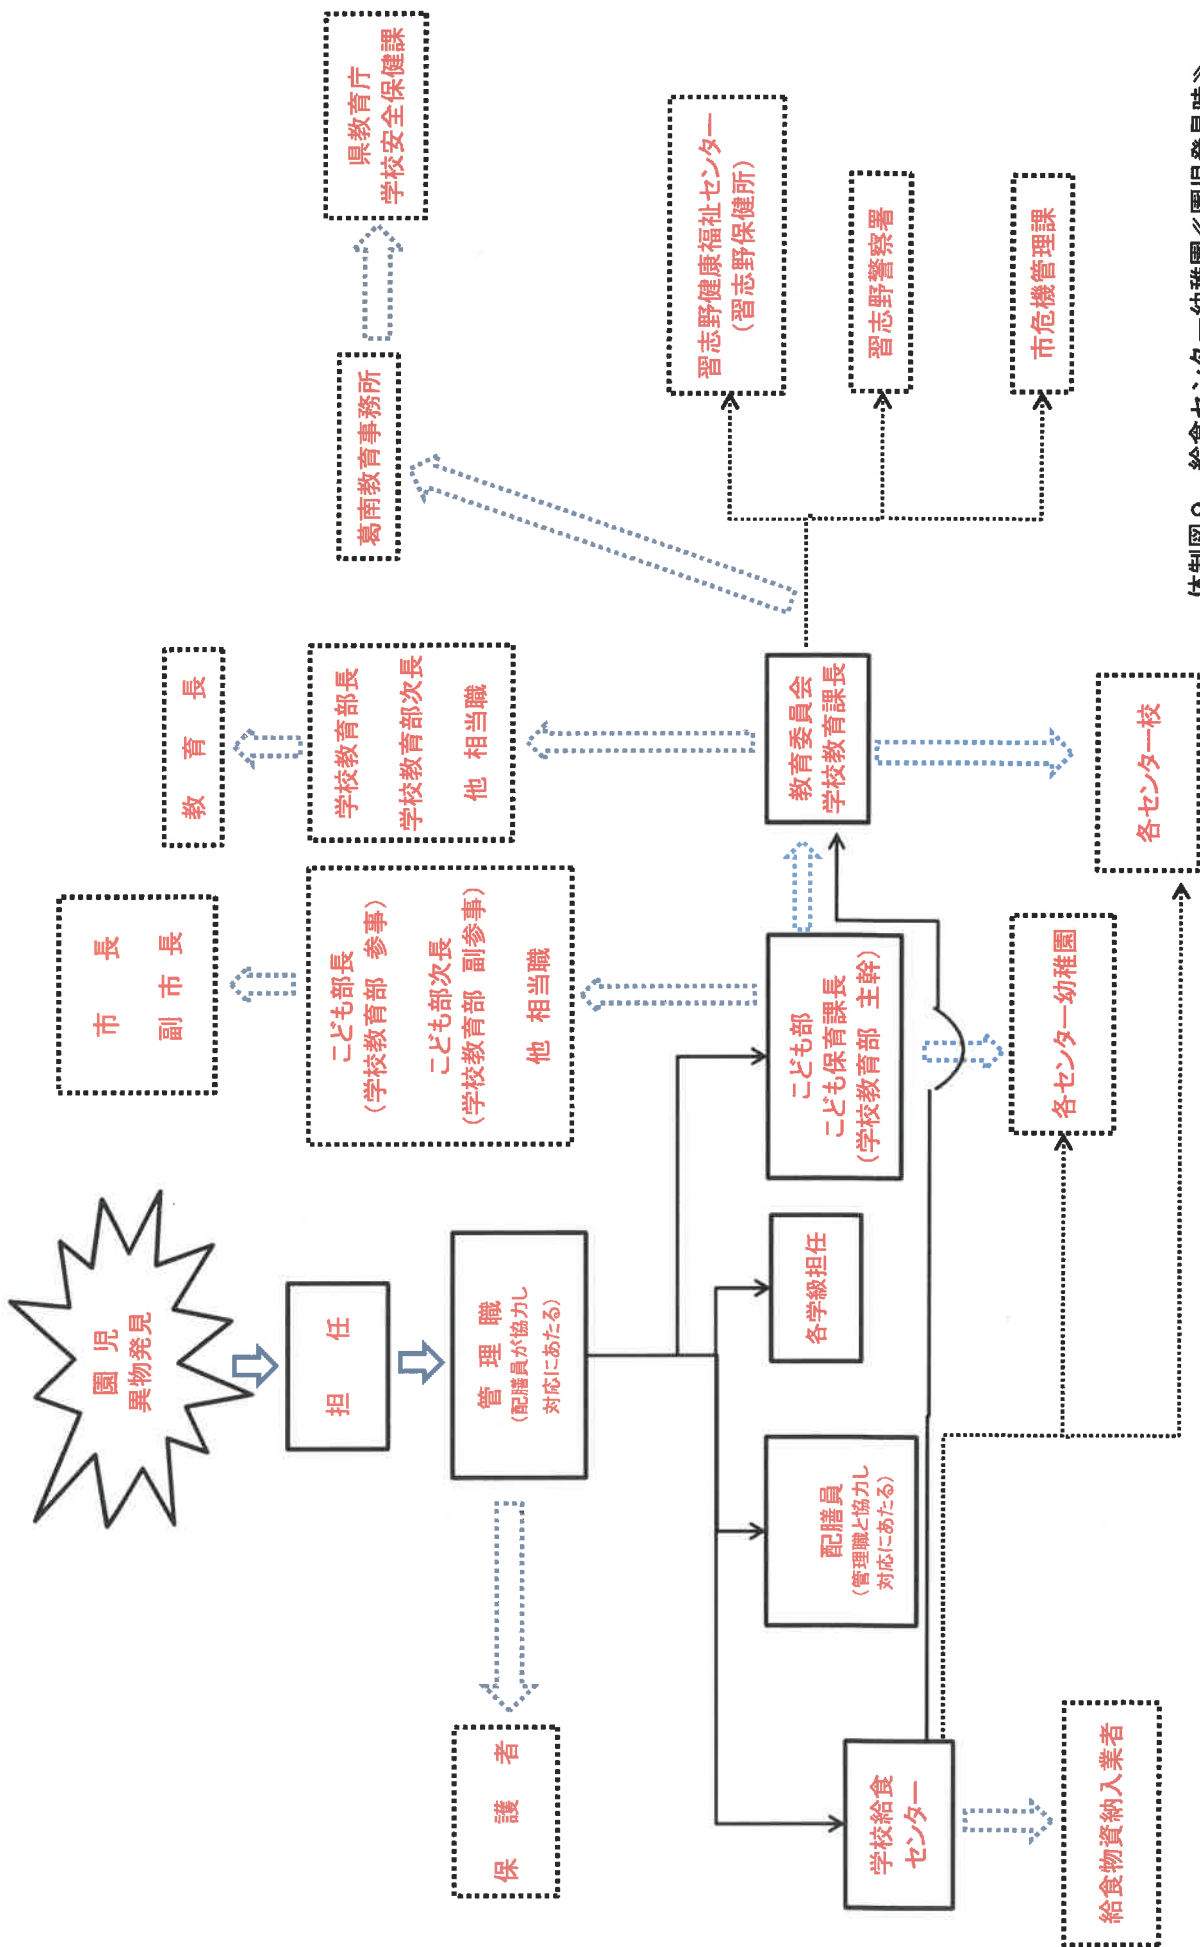 園 児
異物発見
担 任
管 理 職
(配膳員が協力し
対応にあたる)
保 護 者
学校給食
センター
給食物資納入業者
配膳員
(管理職と協力し
対応にあたる)
各学級担任
こども部
こども保育課長
(学校教育部 主幹)
教育委員会
学校教育課長
各センター幼稚園
各センター校
市 長
副 市 長
こども部長
(学校教育部 参事)
こども部次長
(学校教育部 副参事)
他 相当職
教 育 長
学校教育部長
学校教育部次長
他 相当職
葛南教育事務所
県教育庁
学校安全保健課
習志野健康福祉センター
(習志野保健所)
習志野警察署
市危機管理課